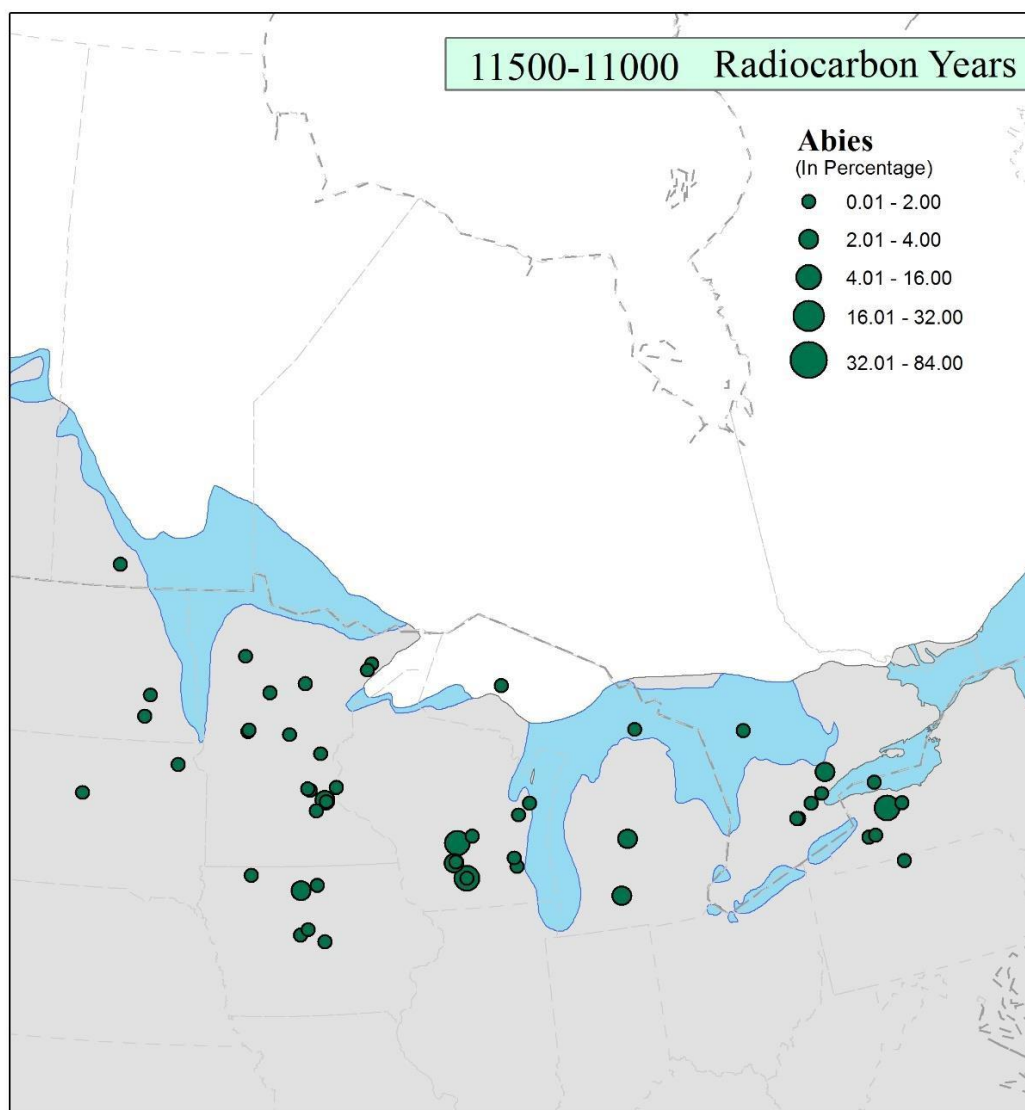 11500-11000 Radiocarbon Years
Abies
(In Percentage)
0.01 - 2.00
2.01 - 4.00
4.01 - 16.00
16.01 - 32.00
32.01 - 84.00